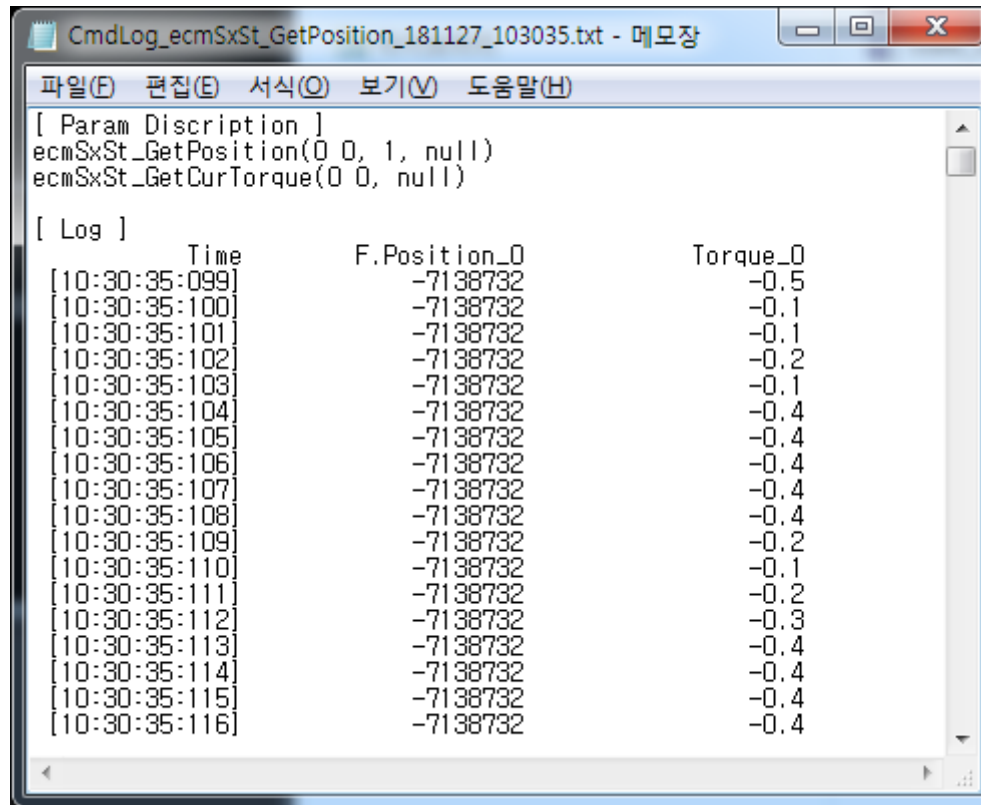 CmdLog_ecmSxSt_GetPosition_181127_103035.txt - 메모장
파일(F) 편집(E) 서식(O) 보기(V) 도움말(H)
[ Param Discription ]
ecmSxSt_GetPosition(0 0, 1, null)
ecmSxSt_GetCurTorque(0 0, null)
[ Log ]
Time F.Position_0 Torque_0
[10:30:35:099] -7138732 -0.5
[10:30:35:100] -7138732 -0.1
[10:30:35:101] -7138732 -0.1
[10:30:35:102] -7138732 -0.2
[10:30:35:103] -7138732 -0.1
[10:30:35:104] -7138732 -0.4
[10:30:35:105] -7138732 -0.4
[10:30:35:106] -7138732 -0.4
[10:30:35:107] -7138732 -0.4
[10:30:35:108] -7138732 -0.4
[10:30:35:109] -7138732 -0.2
[10:30:35:110] -7138732 -0.1
[10:30:35:111] -7138732 -0.2
[10:30:35:112] -7138732 -0.3
[10:30:35:113] -7138732 -0.4
[10:30:35:114] -7138732 -0.4
[10:30:35:115] -7138732 -0.4
[10:30:35:116] -7138732 -0.4